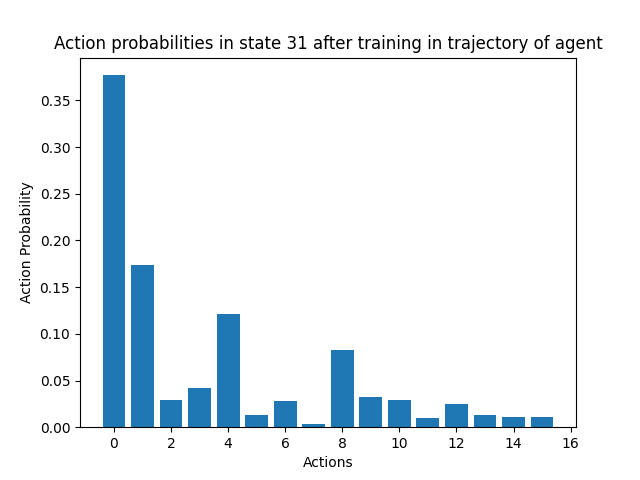 Action probabilities in state 31 after training in trajectory of agent
0.35
0.30
0.25
0.20
0.15
0.10
0.05
0.00
Action Probability
0 2 4 6 8 10 12 14 16
Actions